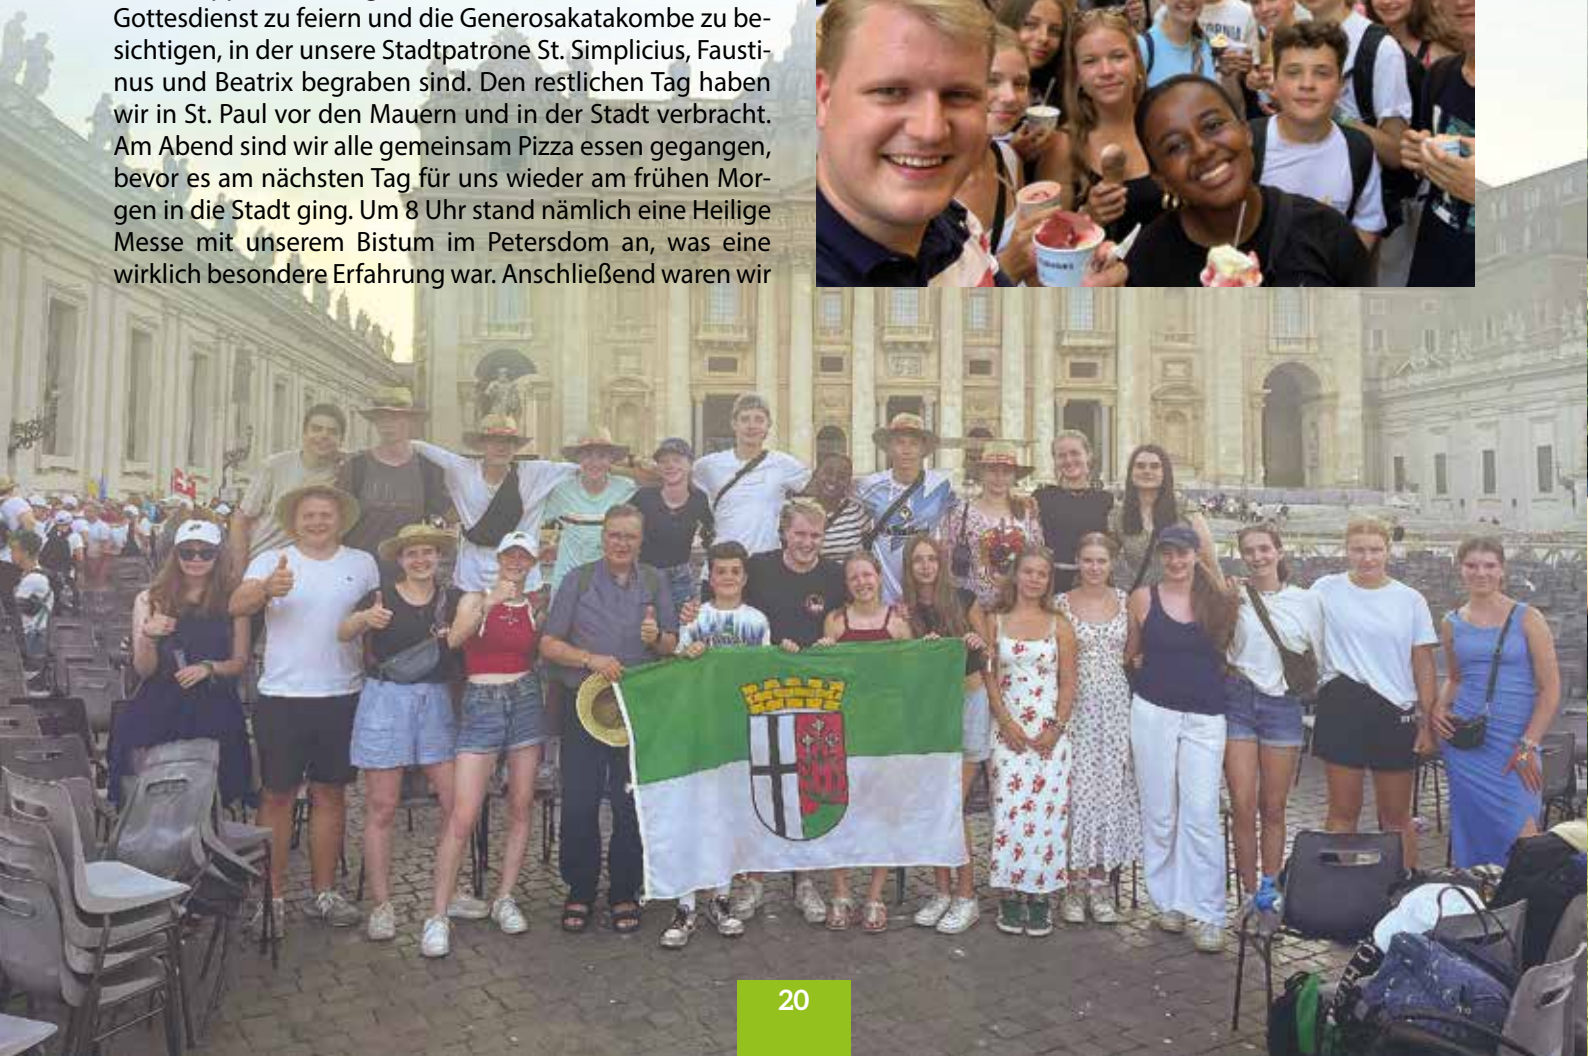 Gottesdienst zu feiern und die Generosakatakombe zu be-
sichtigen, in der unsere Stadtpatrone St. Simplicius, Fausti-
nus und Beatrix begraben sind. Den restlichen Tag haben
wir in St. Paul vor den Mauern und in der Stadt verbracht.
Am Abend sind wir alle gemeinsam Pizza essen gegangen,
bevor es am nächsten Tag für uns wieder am frühen Mor-
gen in die Stadt ging. Um 8 Uhr stand nämlich eine Heilige
Messe mit unserem Bistum im Petersdom an, was eine
wirklich besondere Erfahrung war. Anschließend waren wir
20